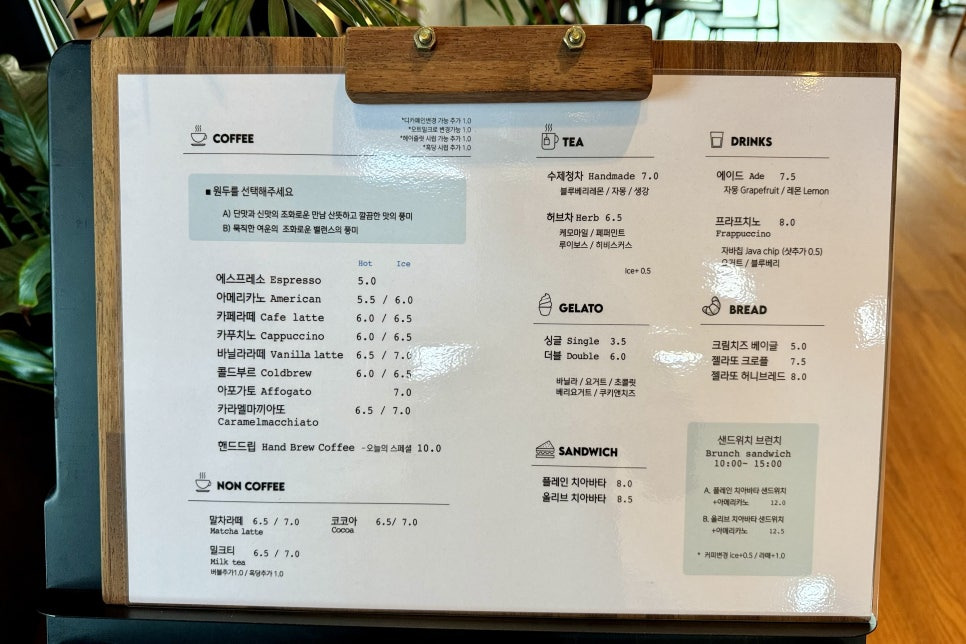 COFFEE
*디카페인변경 가능 추가 1.0
*오트밀크로 변경가능 1.0
*헤이즐럿 시럽 가능 추가 1.0
*흑당 시럽 추가 1.0
■ 원두를 선택해주세요
A) 단맛과 신맛의 조화로운 만남 산뜻하고 깔끔한 맛의 풍미
B) 묵직한 여운의 조화로운 밸런스의 풍미
Hot Ice
에스프레소 Espresso 5.0
아메리카노 American 5.5 / 6.0
카페라떼 Cafe latte 6.0 / 6.5
카푸치노 Cappuccino 6.0 / 6.5
바닐라라떼 Vanilla latte 6.5 / 7.0
콜드부르 Coldbrew 6.0 / 6.5
아포가토 Affogato 7.0
카라멜마끼아또 6.5 / 7.0
Caramelmacchiato
핸드드립 Hand Brew Coffee -오늘의 스페셜 10.0
NON COFFEE
말차라떼 6.5 / 7.0
Matcha latte
코코아 6.5/ 7.0
Cocoa
밀크티 6.5 / 7.0
Milk tea
버블추가1.0 / 흑당추가 1.0
TEA
수제청차 Handmade 7.0
블루베리레몬 / 자몽 / 생강
허브차 Herb 6.5
케모마일 / 페퍼민트
루이보스 / 히비스커스
ice+ 0.5
GELATO
싱글 Single 3.5
더블 Double 6.0
바닐라 / 요거트 / 초콜릿
베리요거트 / 쿠키앤치즈
SANDWICH
플레인 치아바타 8.0
올리브 치아바타 8.5
DRINKS
에이드 Ade 7.5
자몽 Grapefruit / 레몬 Lemon
프라프치노 8.0
Frappuccino
자바칩 Java chip (샷추가 0.5)
요거트 / 블루베리
BREAD
크림치즈 베이글 5.0
젤라또 크로플 7.5
젤라또 허니브레드 8.0
샌드위치 브런치
Brunch sandwich
10:00~ 15:00
A. 플레인 치아바타 샌드위치
+아메리카노 12.0
B. 올리브 치아바타 샌드위치
+아메리카노 12.5
* 커피변경 ice+0.5 / 라떼+1.0